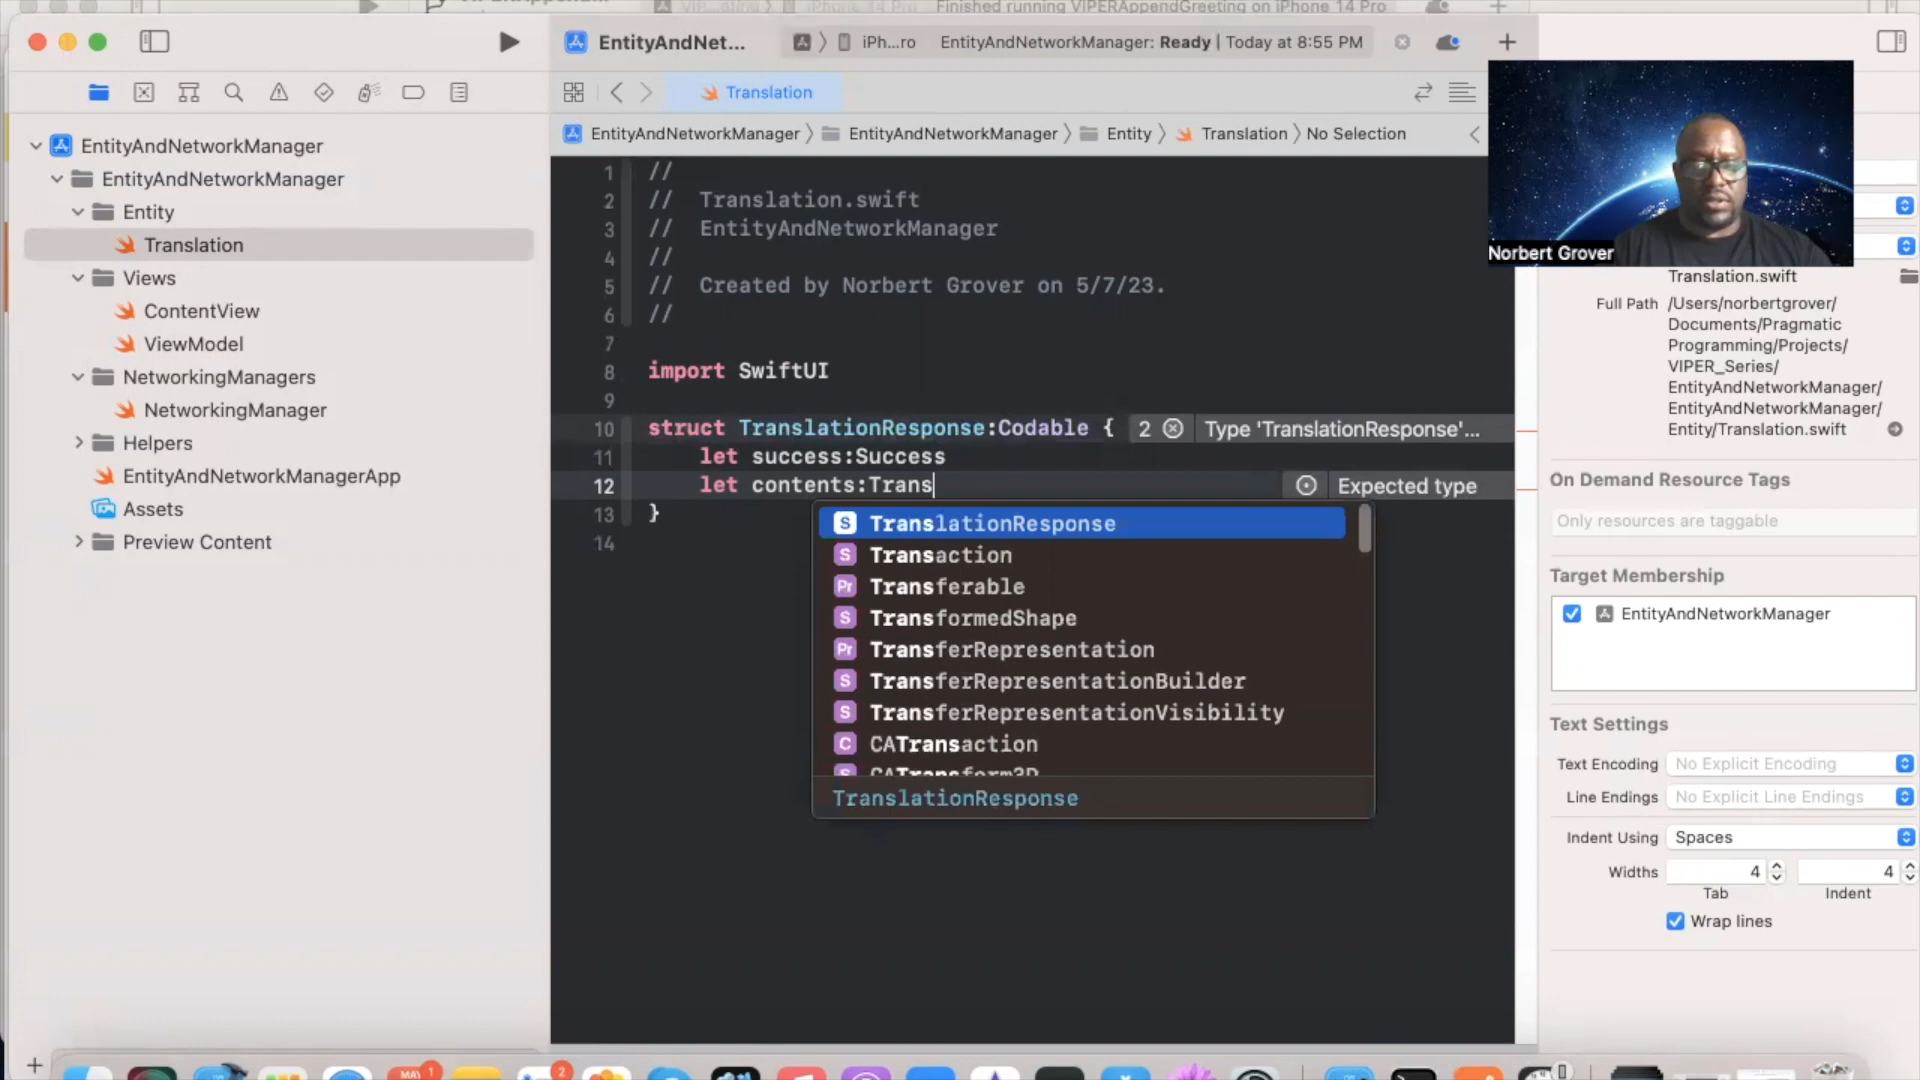 Finished running VIPERAppendGreeting on iPhone 14 Pro
EntityAndNet...
iPh...ro
EntityAndNetworkManager: Ready | Today at 8:55 PM
Translation
EntityAndNetworkManager
EntityAndNetworkManager
Entity
Translation
Views
ContentView
ViewModel
NetworkingManagers
NetworkingManager
Helpers
EntityAndNetworkManagerApp
Assets
Preview Content
EntityAndNetworkManager
EntityAndNetworkManager
Entity
Translation
No Selection
1 //
2 //  Translation.swift
3 //  EntityAndNetworkManager
4 //
5 //  Created by Norbert Grover on 5/7/23.
6 //
7
8 import SwiftUI
9
10 struct TranslationResponse:Codable {
2 Type 'TranslationResponse'...
11 let success:Success
12 let contents:Trans
Expected type
13 }
14
S TranslationResponse
S Transaction
Pr Transferable
S TransformedShape
Pr TransferRepresentation
S TransferRepresentationBuilder
S TransferRepresentationVisibility
C CATransaction
S CATransform3D
TranslationResponse
Norbert Grover
Translation.swift
Full Path /Users/norbertgrover/
Documents/Pragmatic
Programming/Projects/
VIPER_Series/
EntityAndNetworkManager/
EntityAndNetworkManager/
Entity/Translation.swift
On Demand Resource Tags
Only resources are taggable
Target Membership
EntityAndNetworkManager
Text Settings
Text Encoding No Explicit Encoding
Line Endings No Explicit Line Endings
Indent Using Spaces
Widths 4 4
Tab Indent
Wrap lines
MAY 1
2